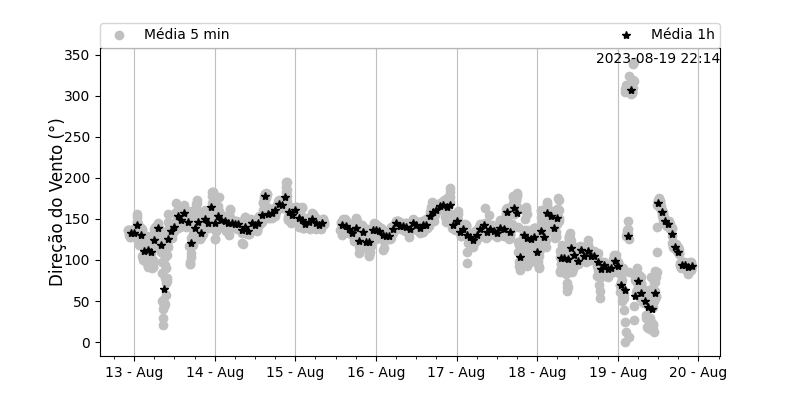 Média 5 min
Média 1h
2023-08-19 22:14
Direção do Vento (°)
350
300
250
200
150
100
50
0
13 - Aug
14 - Aug
15 - Aug
16 - Aug
17 - Aug
18 - Aug
19 - Aug
20 - Aug